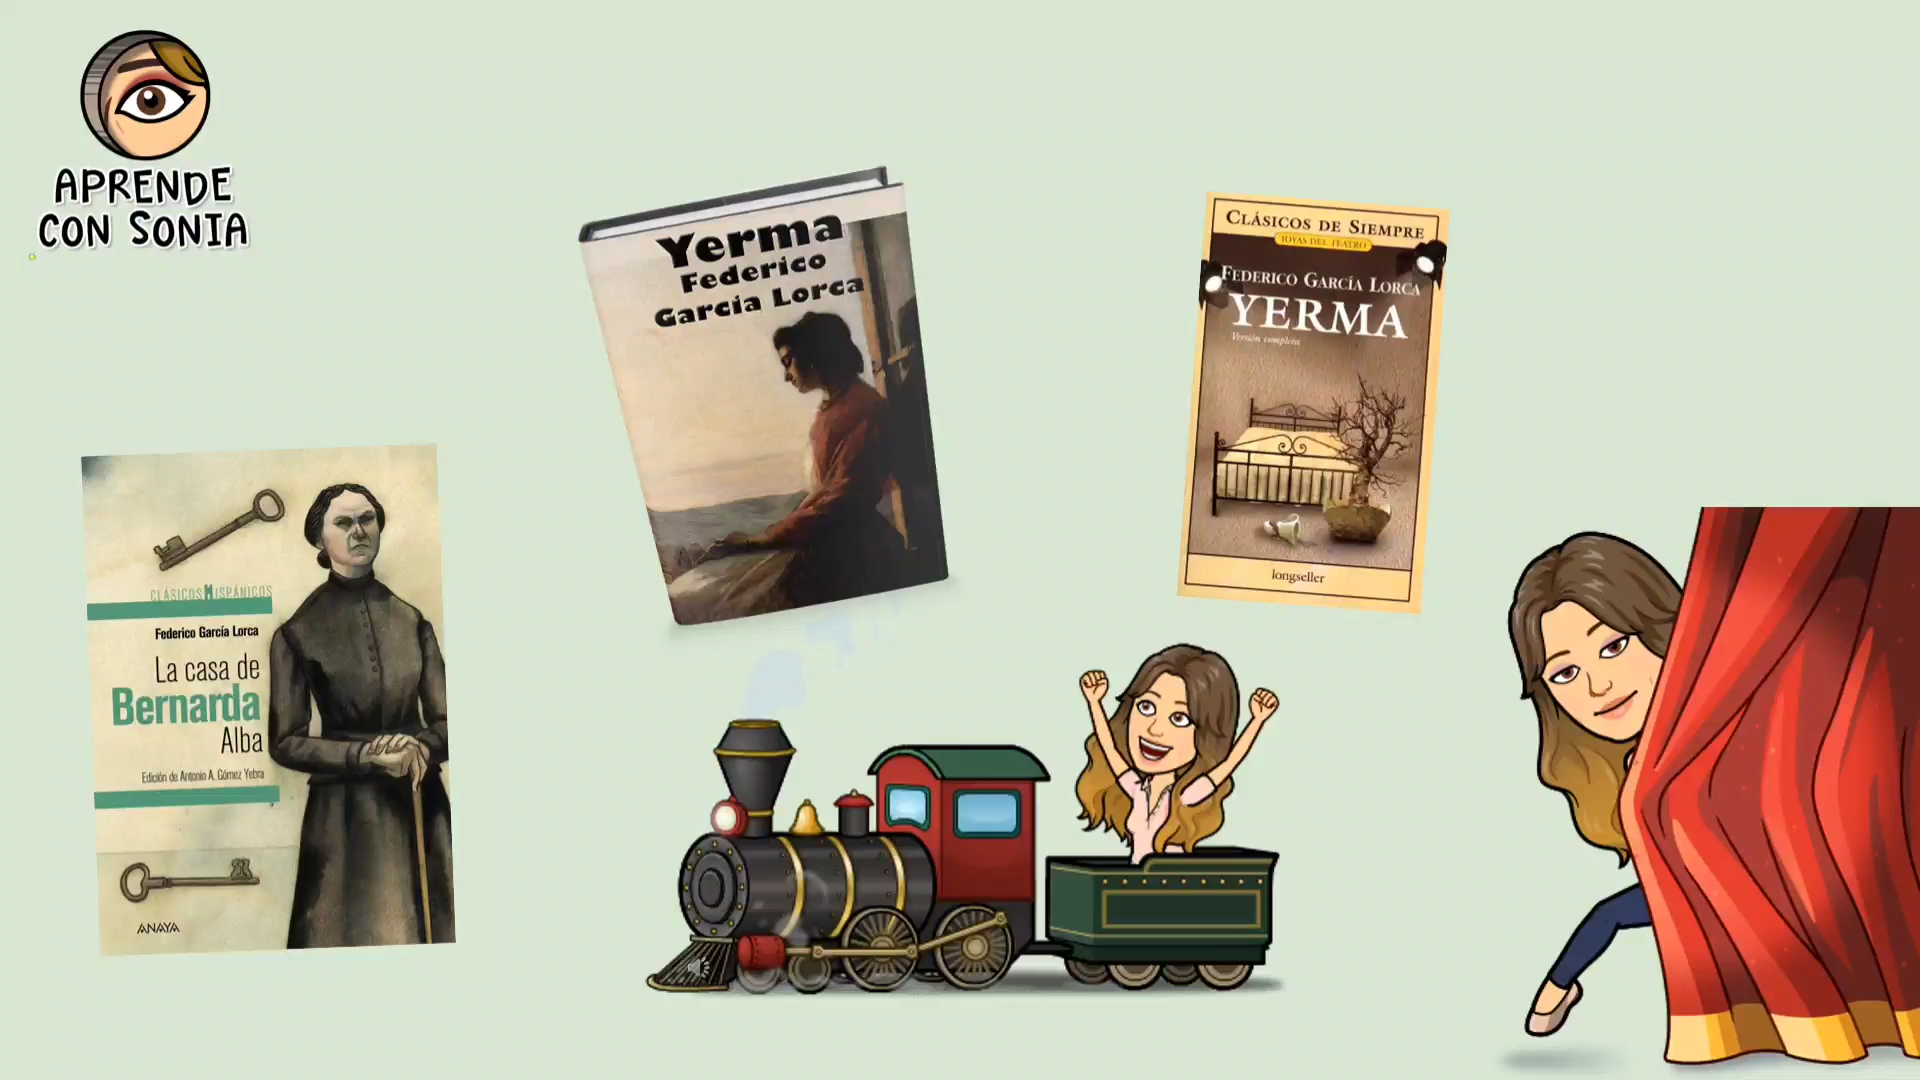 APRENDE
CON SONIA
Yerma
Federico
García Lorca
CLÁSICOS DE SIEMPRE
JOYAS DEL TEATRO
FEDERICO GARCÍA LORCA
YERMA
Versión completa
longseller
CLÁSICOS HISPÁNICOS
Federico García Lorca
La casa de
Bernarda
Alba
Edición de Antonio A. Gómez Yebra
ANAYA